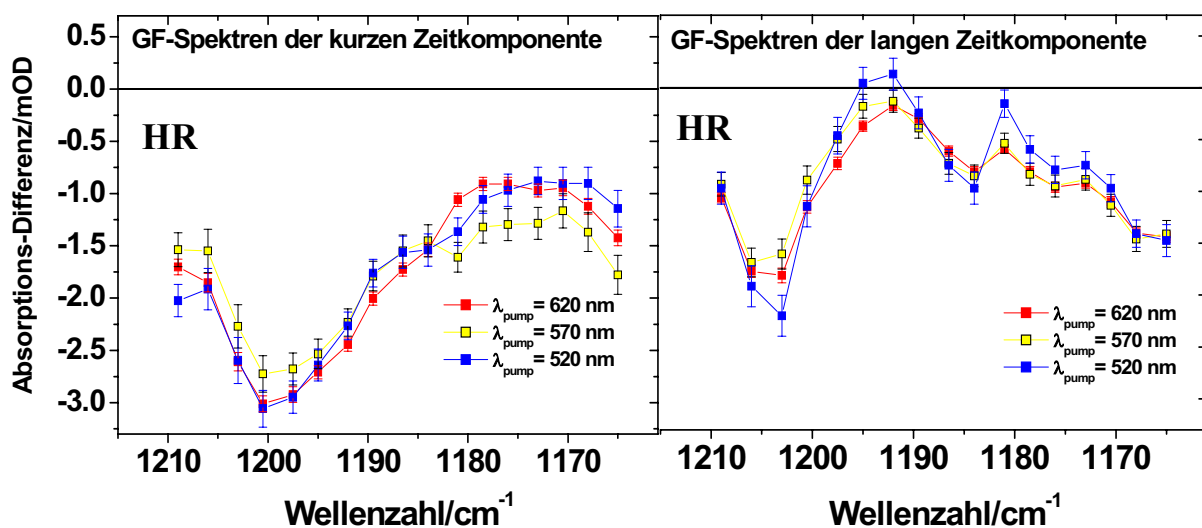 GF-Spektren der kurzen Zeitkomponente
GF-Spektren der langen Zeitkomponente
0.5
0.0
-0.5
-1.0
-1.5
-2.0
-2.5
-3.0
Absorptions-Differenz/mOD
HR
HR
λpump= 620 nm
λpump= 570 nm
λpump= 520 nm
λpump= 620 nm
λpump= 570 nm
λpump= 520 nm
1210 1200 1190 1180 1170
1210 1200 1190 1180 1170
Wellenzahl/cm⁻¹
Wellenzahl/cm⁻¹